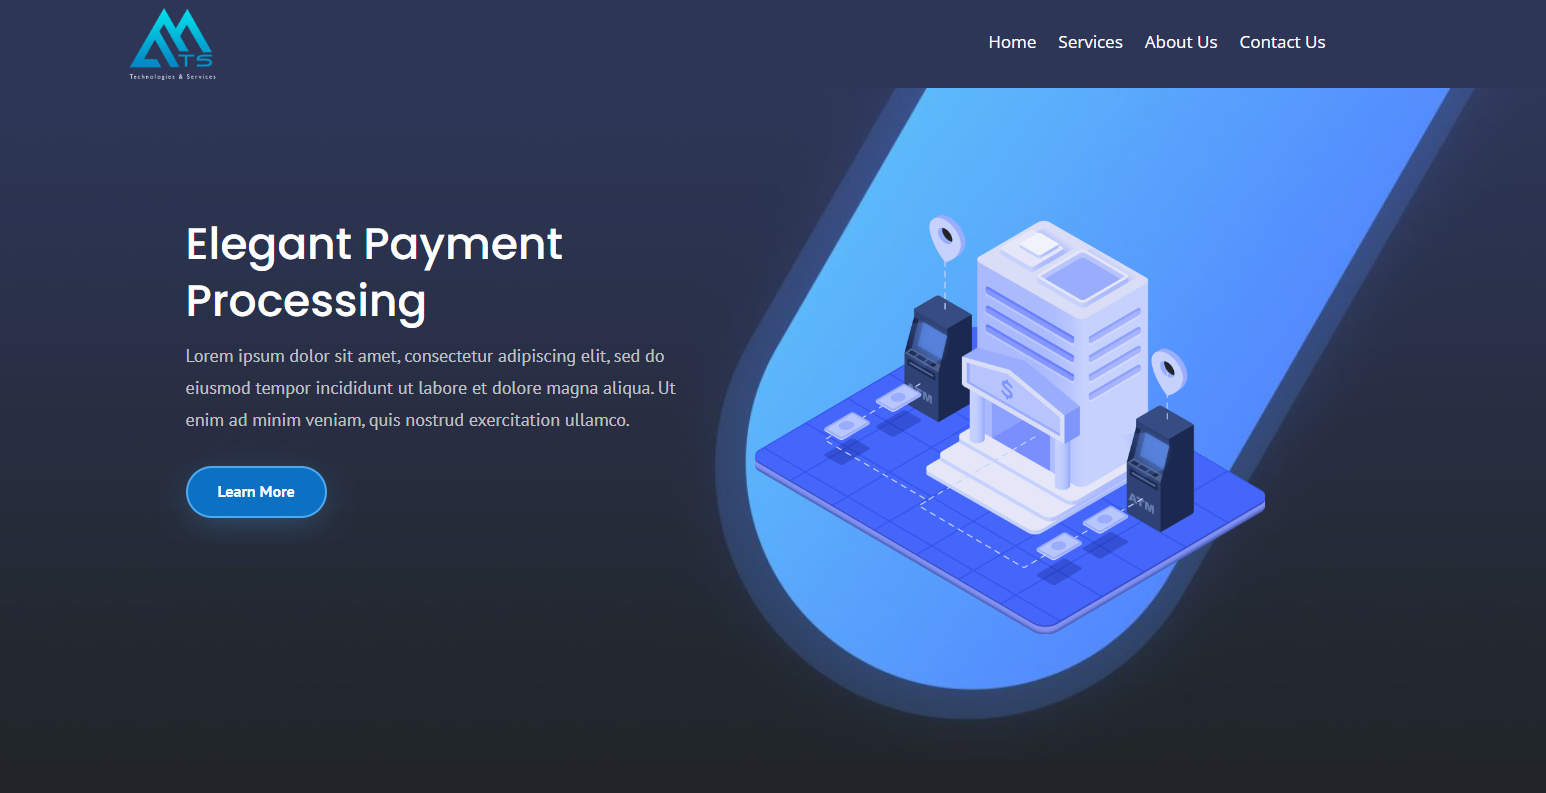 TS
Technologies & Services
Home Services About Us Contact Us
Elegant Payment
Processing
Lorem ipsum dolor sit amet, consectetur adipiscing elit, sed do
eiusmod tempor incididunt ut labore et dolore magna aliqua. Ut
enim ad minim veniam, quis nostrud exercitation ullamco.
Learn More
$
ATM
ATM